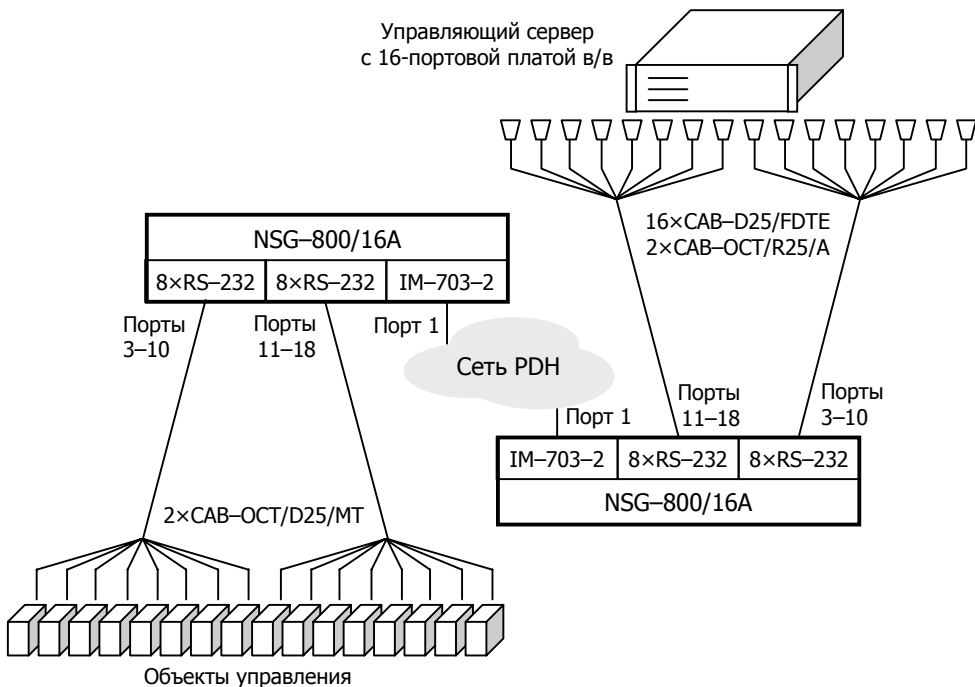 Управляющий сервер
с 16-портовой платой в/в
16×CAB–D25/FDTE
2×CAB–OCT/R25/A
NSG–800/16A
8×RS–232
8×RS–232
IM–703–2
Порты
3–10
Порты
11–18
Порт 1
Сеть PDH
Порт 1
Порты
11–18
Порты
3–10
IM–703–2
8×RS–232
8×RS–232
NSG–800/16A
2×CAB–OCT/D25/MT
Объекты управления